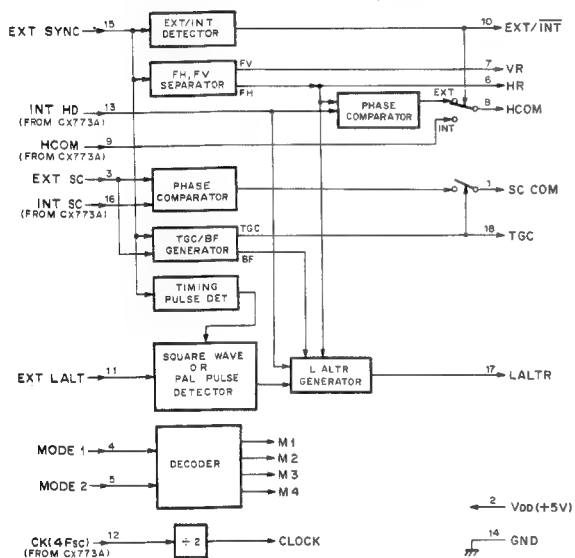 EXT SYNC 15
EXT/INT
DETECTOR
10 EXT/INT
FH, FV
SEPARATOR
FV
FH
7 VR
6 HR
INT HD 13
(FROM CX773A)
PHASE
COMPARATOR
EXT
INT
8 HCOM
HCOM 9
(FROM CX773A)
EXT SC 3
INT SC 16
(FROM CX773A)
PHASE
COMPARATOR
1 SC COM
TGC/BF
GENERATOR
TGC
BF
18 TGC
TIMING
PULSE DET
EXT LALT 11
SQUARE WAVE
OR
PAL PULSE
DETECTOR
L ALTR
GENERATOR
17 LALTR
MODE 1 4
MODE 2 5
DECODER
M1
M2
M3
M4
2 VDD(+5V)
CK(4FSC) 12
(FROM CX773A)
÷2
CLOCK
14 GND